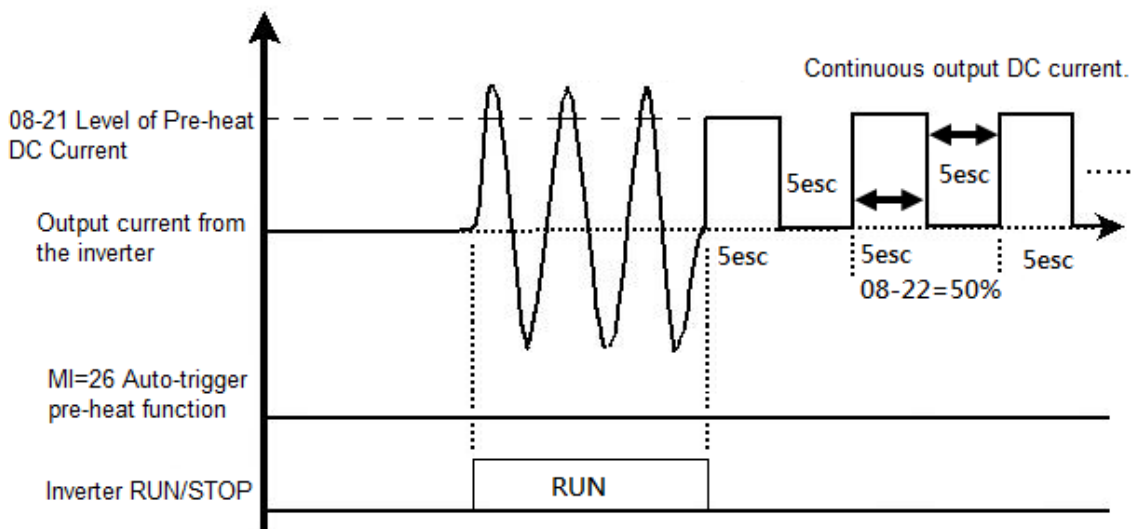 Continuous output DC current.
08-21 Level of Pre-heat
DC Current
5esc
5esc
Output current from
the inverter
5esc
5esc
5esc
08-22=50%
MI=26 Auto-trigger
pre-heat function
Inverter RUN/STOP
RUN